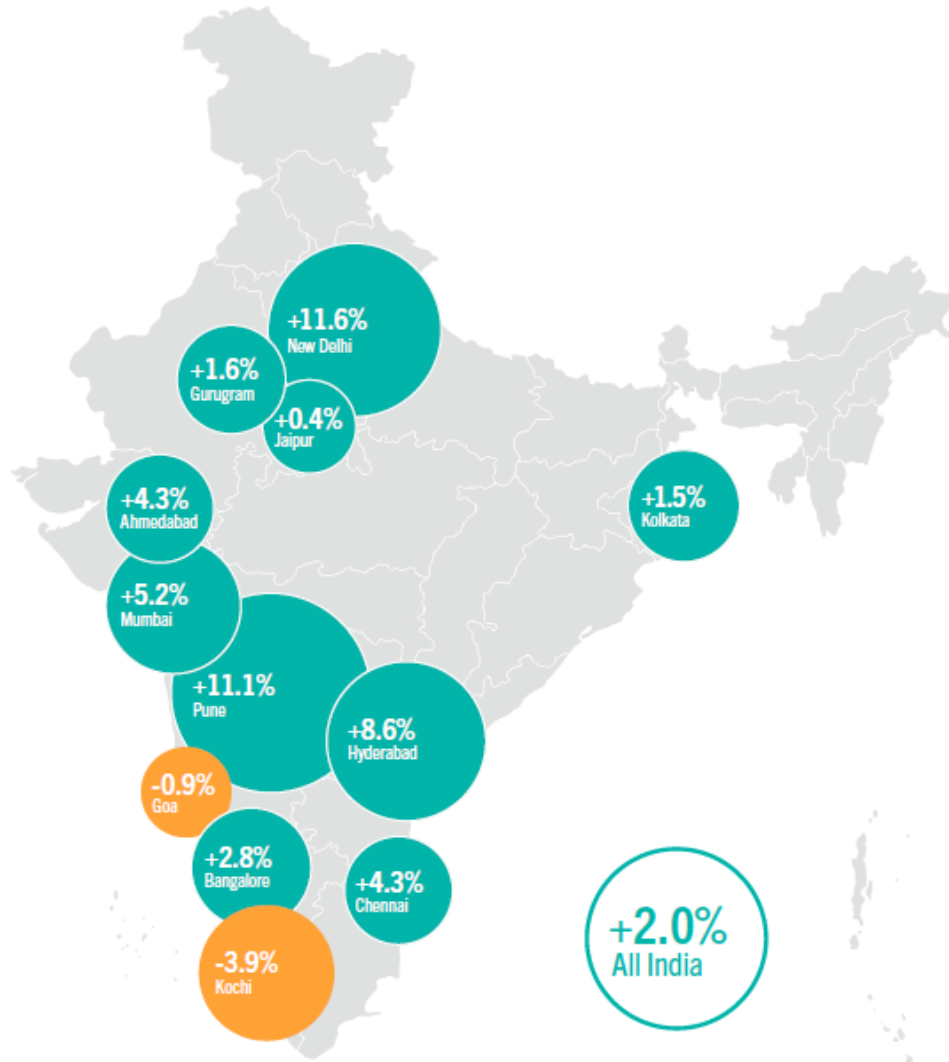 +11.6%
New Delhi
+1.6%
Gurugram
+0.4%
Jaipur
+4.3%
Ahmedabad
+1.5%
Kolkata
+5.2%
Mumbai
+11.1%
Pune
+8.6%
Hyderabad
-0.9%
Goa
+2.8%
Bangalore
+4.3%
Chennai
-3.9%
Kochi
+2.0%
All India